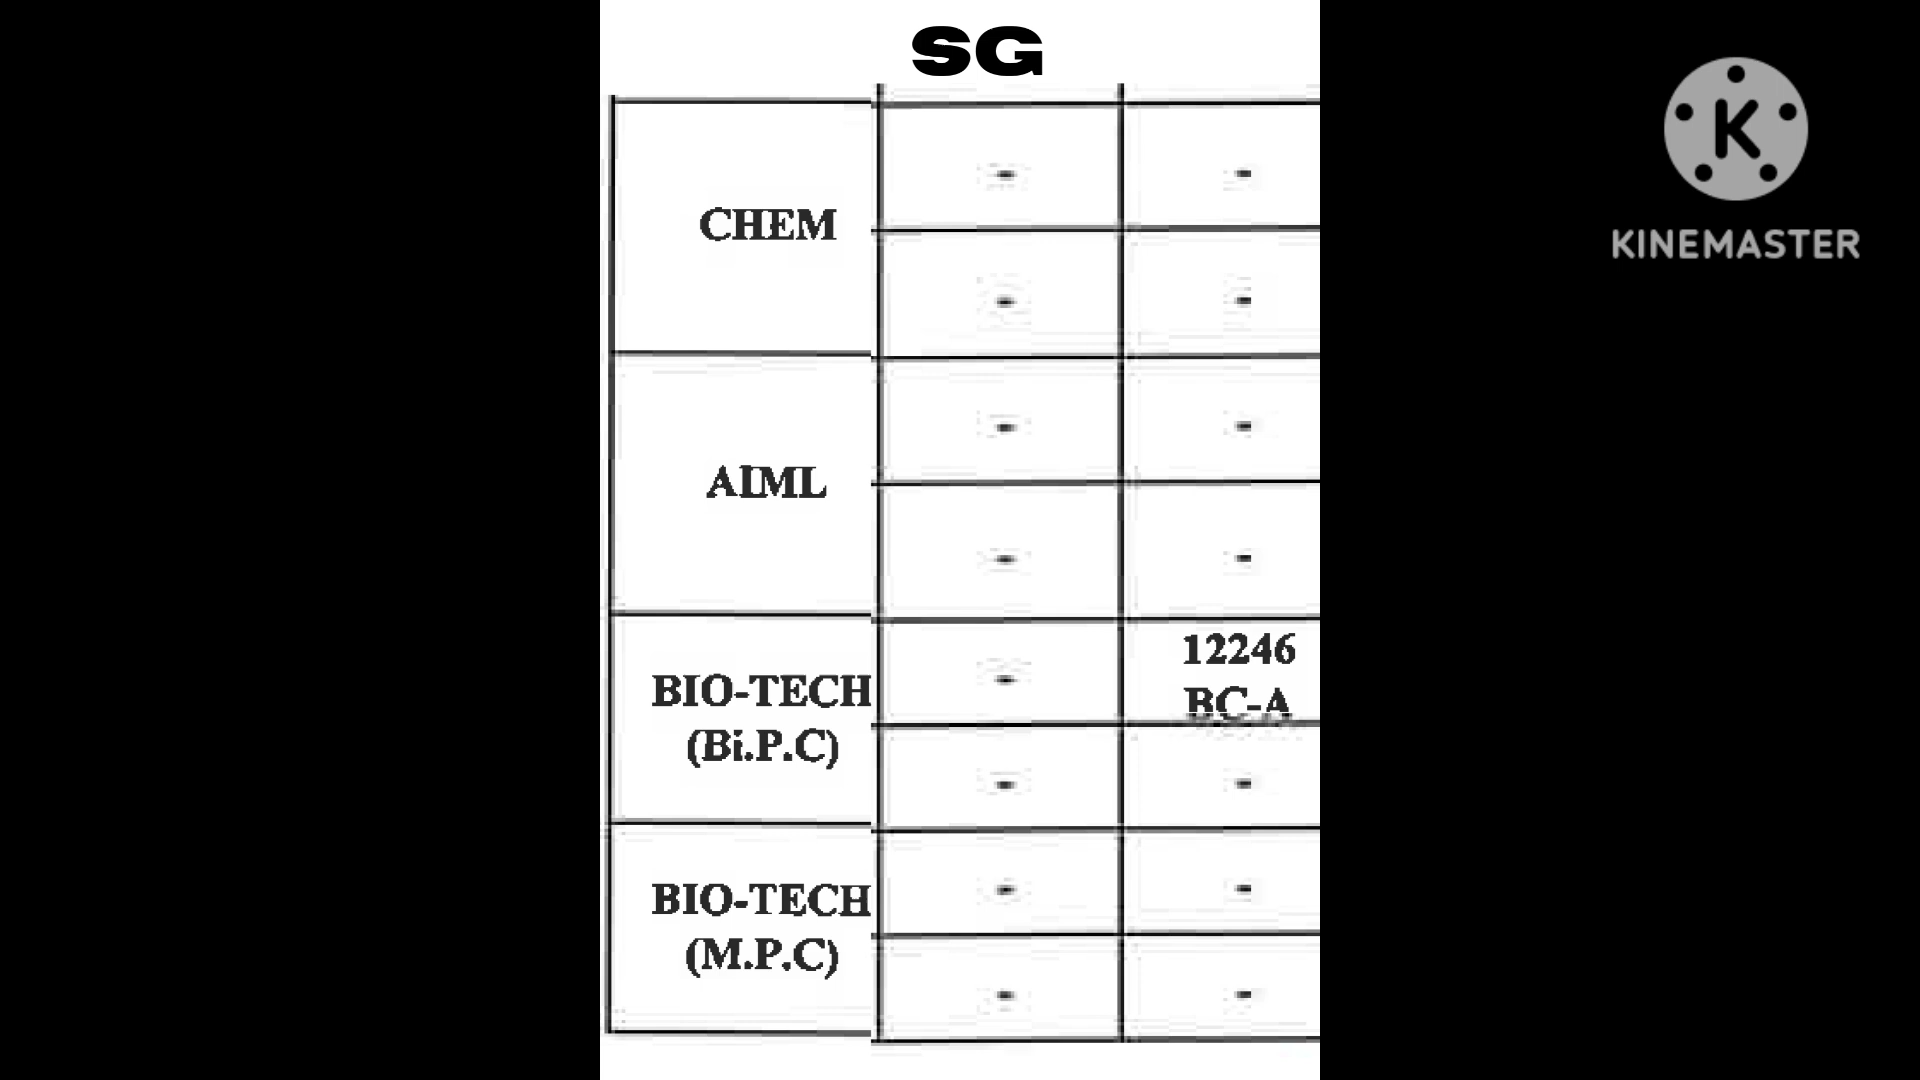 SG
CHEM
-
-
-
-
AIML
-
-
-
-
BIO-TECH
(Bi.P.C)
-
12246
BC-A
-
-
BIO-TECH
(M.P.C)
-
-
-
-
KINEMASTER